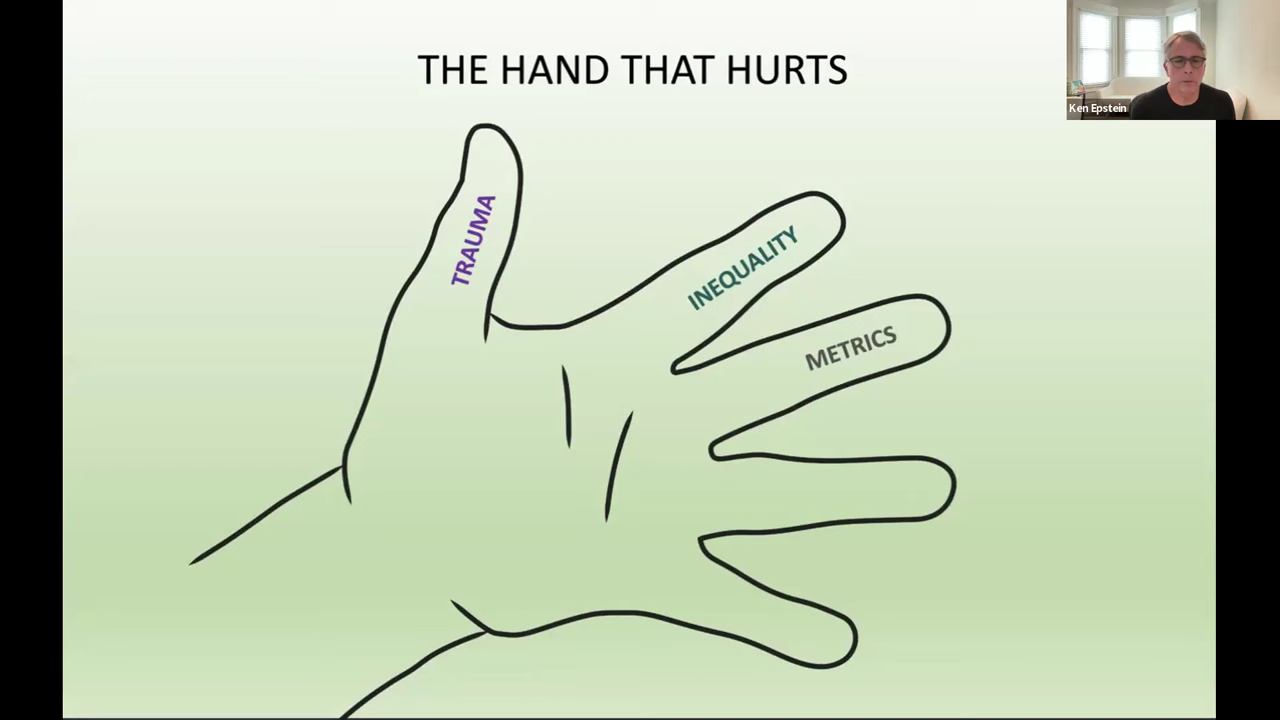 THE HAND THAT HURTS
Ken Epstein
TRAUMA
INEQUALITY
METRICS